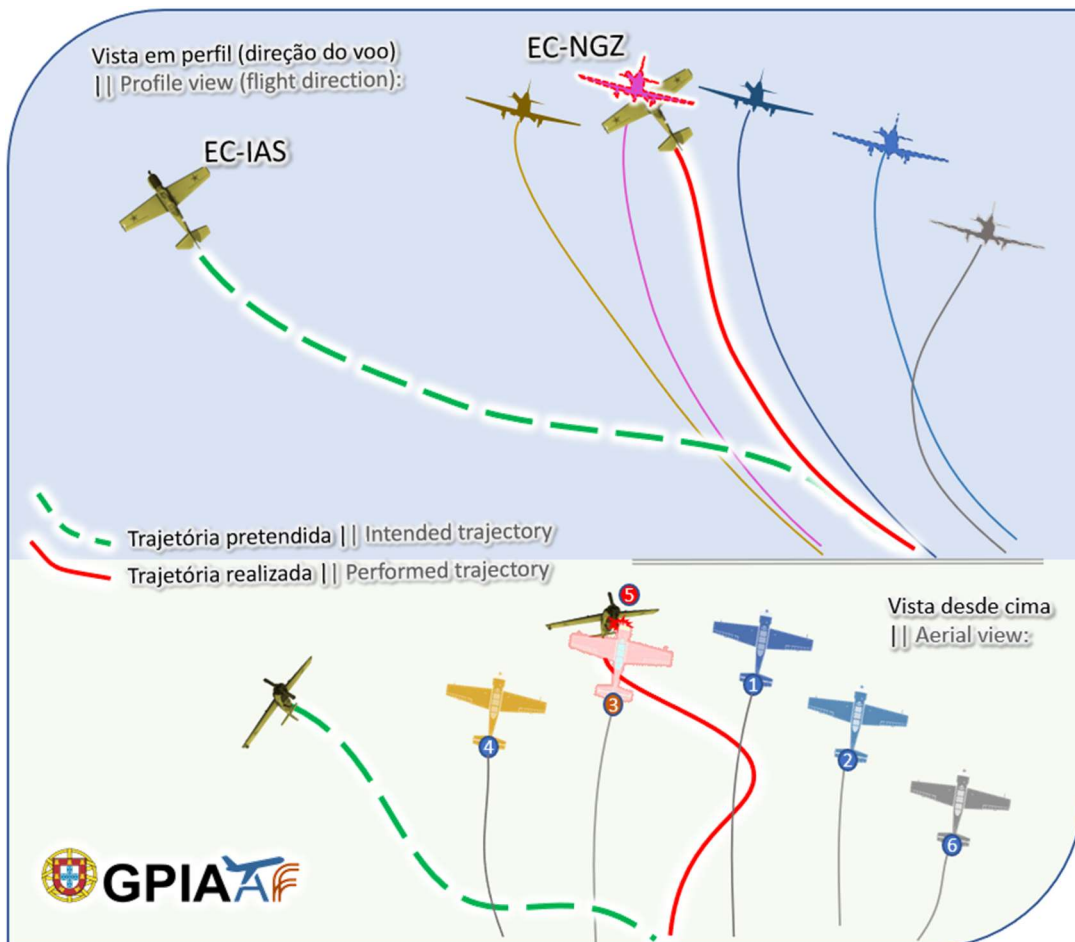 Vista em perfil (direção do voo)
|| Profile view (flight direction):
EC-NGZ
EC-IAS
Trajetória pretendida || Intended trajectory
Trajetória realizada || Performed trajectory
Vista desde cima
|| Aerial view:
5
1
3
4
2
6
GPIAAF